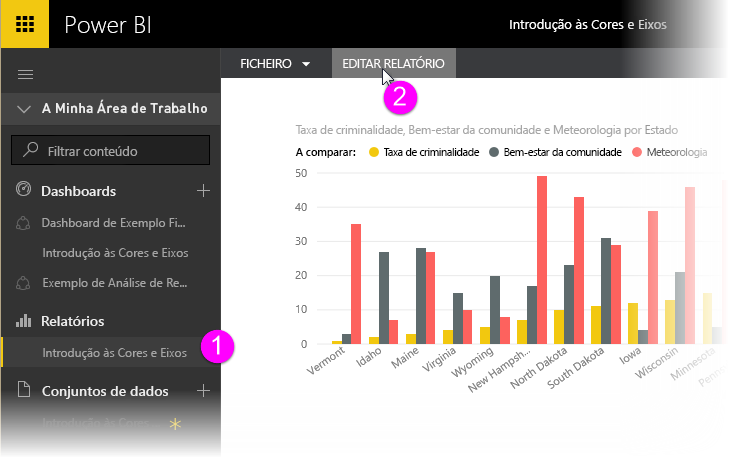 Power BI
Introdução às Cores e Eixos
FICHEIRO
EDITAR RELATÓRIO
2
A Minha Área de Trabalho
Filtrar conteúdo
Dashboards
Dashboard de Exemplo Fi...
Introdução às Cores e Eixos
Exemplo de Análise de Re...
Relatórios
Introdução às Cores e Eixos
1
Conjuntos de dados
Introdução às Cores
Taxa de criminalidade, Bem-estar da comunidade e Meteorologia por Estado
A comparar: Taxa de criminalidade Bem-estar da comunidade Meteorologia
50
40
30
20
10
0
Vermont
Idaho
Maine
Virginia
Wyoming
New Hampsh...
North Dakota
South Dakota
Iowa
Wisconsin
Minnesota